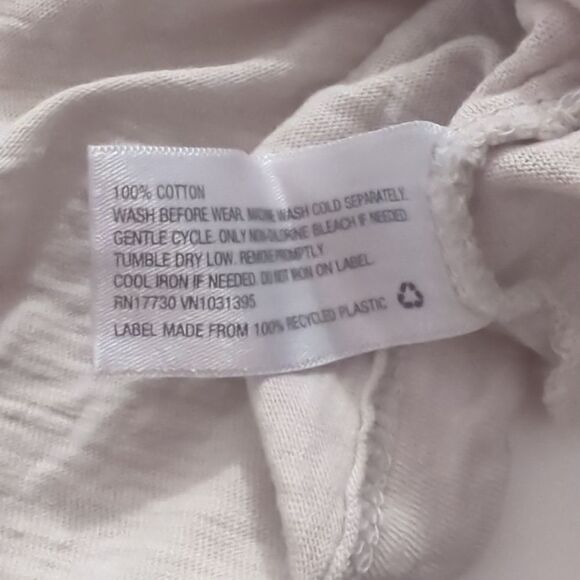 100% COTTON
WASH BEFORE WEAR. MACHINE WASH COLD SEPARATELY.
GENTLE CYCLE. ONLY NON-CHLORINE BLEACH IF NEEDED.
TUMBLE DRY LOW. REMOVE PROMPTLY.
COOL IRON IF NEEDED. DO NOT IRON ON LABEL.
RN17730 VN1031395
LABEL MADE FROM 100% RECYCLED PLASTIC